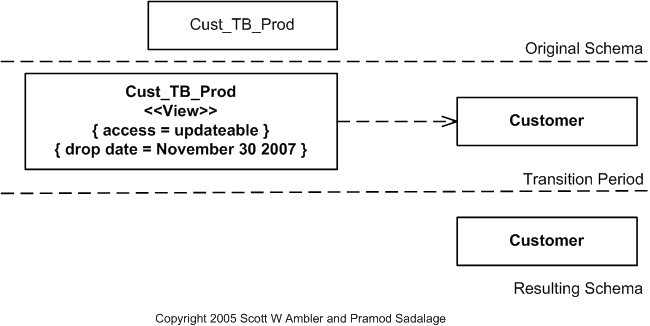 Cust_TB_Prod
Original Schema
Cust_TB_Prod
<<View>>
{ access = updateable }
{ drop date = November 30 2007 }
Customer
Transition Period
Customer
Resulting Schema
Copyright 2005 Scott W Ambler and Pramod Sadalage